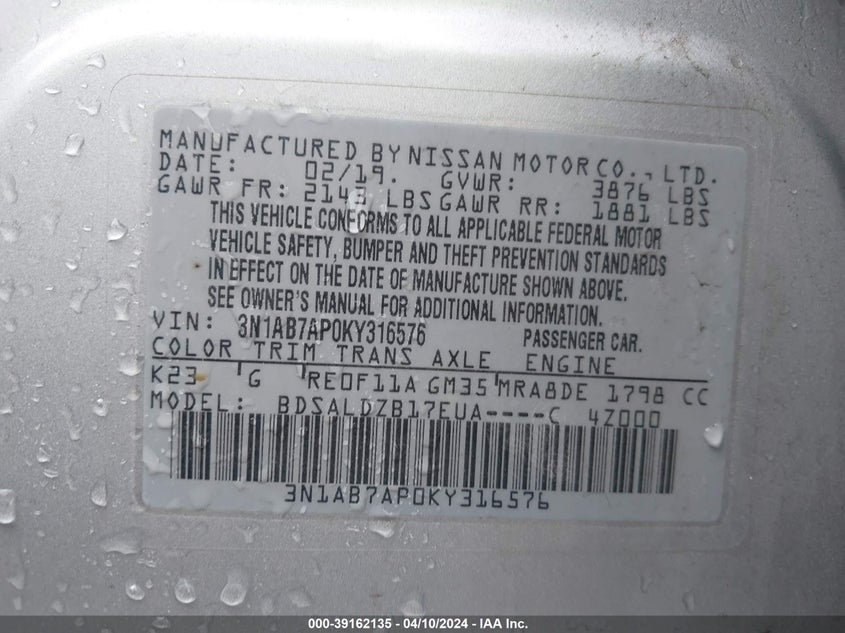 MANUFACTURED BY NISSAN MOTOR CO., LTD.
DATE: 02/19. GVWR: 3876 LBS
GAWR FR: 2143 LBS GAWR RR: 1881 LBS
THIS VEHICLE CONFORMS TO ALL APPLICABLE FEDERAL MOTOR
VEHICLE SAFETY, BUMPER AND THEFT PREVENTION STANDARDS
IN EFFECT ON THE DATE OF MANUFACTURE SHOWN ABOVE.
SEE OWNER'S MANUAL FOR ADDITIONAL INFORMATION.
VIN: 3N1AB7AP0KY316576 PASSENGER CAR.
COLOR TRIM TRANS AXLE ENGINE
K23 G RE0F11A GM35 MRA8DE 1798 CC
MODEL: BDSALDZB17EUA----C 4Z000
3N1AB7AP0KY316576
000-39162135 - 04/10/2024 - IAA Inc.